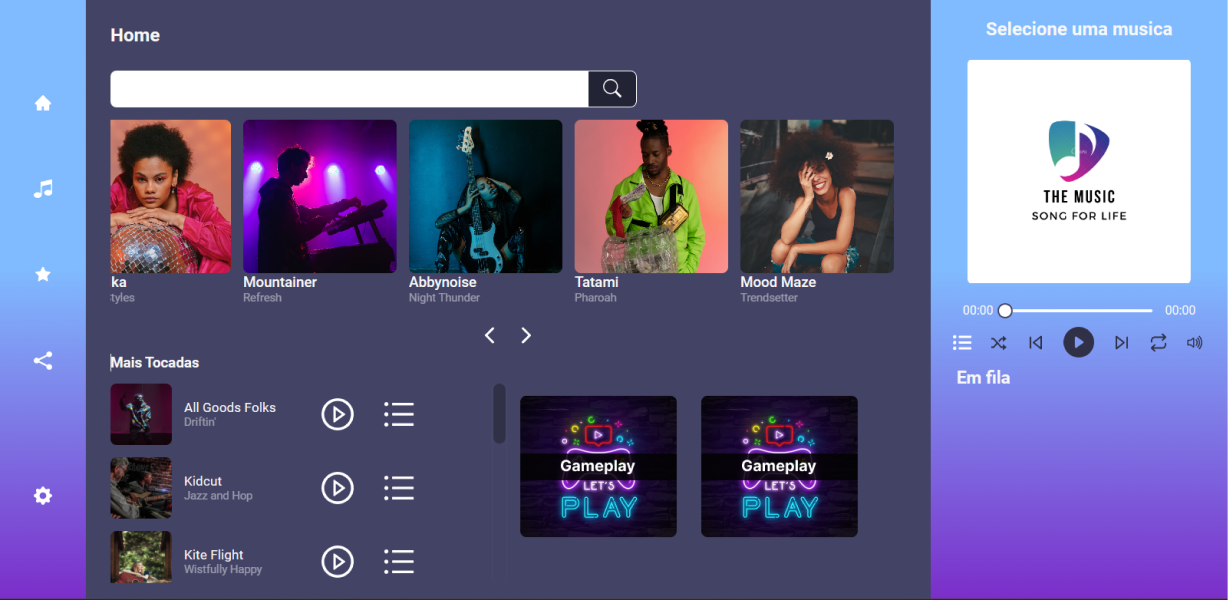 Home
Selecione uma musica
THE MUSIC
SONG FOR LIFE
ka
tyles
Mountainer
Refresh
Abbynoise
Night Thunder
Tatami
Pharoah
Mood Maze
Trendsetter
00:00
00:00
Em fila
Mais Tocadas
All Goods Folks
Driftin'
Kidcut
Jazz and Hop
Kite Flight
Wistfully Happy
Gameplay
LET'S
PLAY
Gameplay
LET'S
PLAY